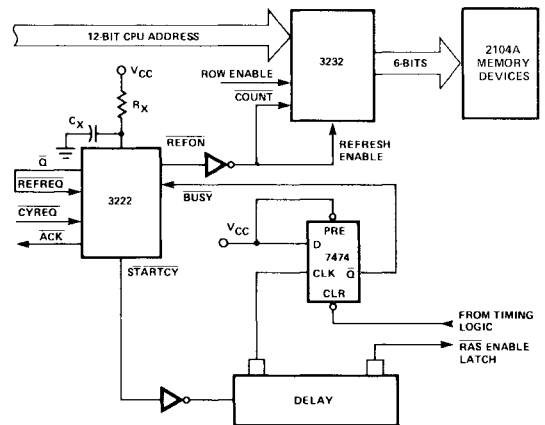 12-BIT CPU ADDRESS
3232
6-BITS
2104A
MEMORY
DEVICES
ROW ENABLE
COUNT
VCC
RX
CX
REFON
REFRESH
ENABLE
Q
REFREQ
CYREQ
ACK
3222
BUSY
STARTCY
VCC
PRE
D
7474
CLK
Q
CLR
FROM TIMING
LOGIC
RAS ENABLE
LATCH
DELAY